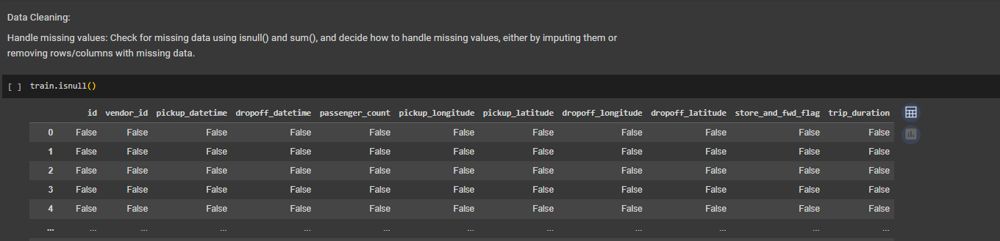 Data Cleaning:
Handle missing values: Check for missing data using isnull() and sum(), and decide how to handle missing values, either by imputing them or
removing rows/columns with missing data.
[ ] train.isnull()
id vendor_id pickup_datetime dropoff_datetime passenger_count pickup_longitude pickup_latitude dropoff_longitude dropoff_latitude store_and_fwd_flag trip_duration
0 False False False False False False False False False False False
1 False False False False False False False False False False False
2 False False False False False False False False False False False
3 False False False False False False False False False False False
4 False False False False False False False False False False False
... ... ... ... ... ... ... ... ... ... ... ...